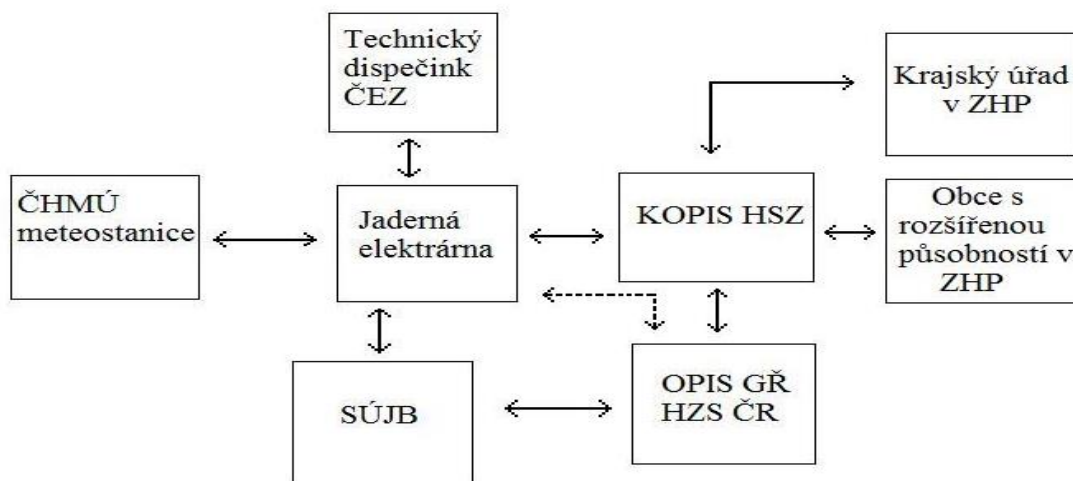 Technický
dispečink
ČEZ
Krajský úřad
v ZHP
ČHMÚ
meteostanice
Jaderná
elektrárna
KOPIS HSZ
Obce s
rozšířenou
působností v
ZHP
SÚJB
OPIS GŘ
HZS ČR